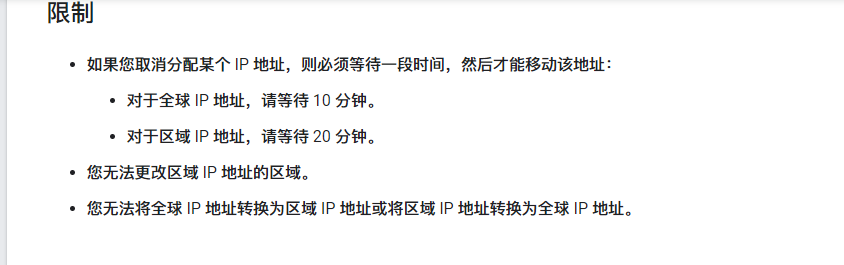 限制
如果您取消分配某个 IP 地址，则必须等待一段时间，然后才能移动该地址：
对于全球 IP 地址，请等待 10 分钟。
对于区域 IP 地址，请等待 20 分钟。
您无法更改区域 IP 地址的区域。
您无法将全球 IP 地址转换为区域 IP 地址或将区域 IP 地址转换为全球 IP 地址。